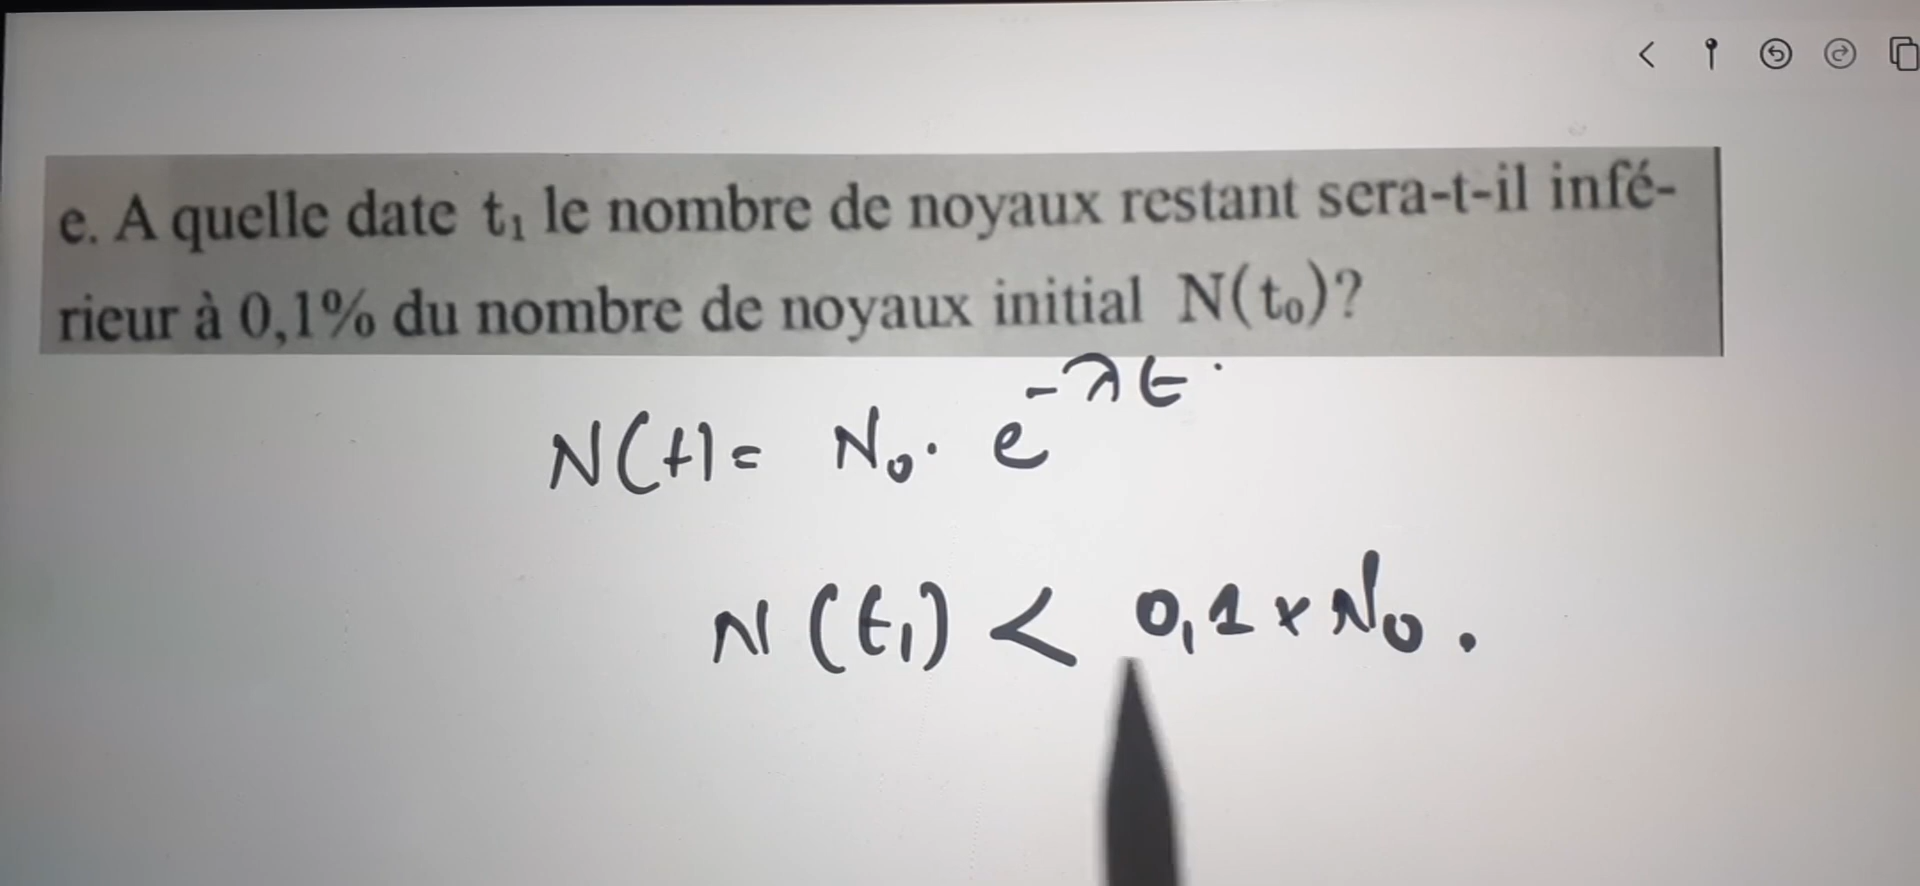 e. A quelle date t₁ le nombre de noyaux restant sera-t-il infé-
rieur à 0,1% du nombre de noyaux initial N(t₀)?
N(t) = N₀. e^-λt.
N(t₁) < 0,1 x N₀.